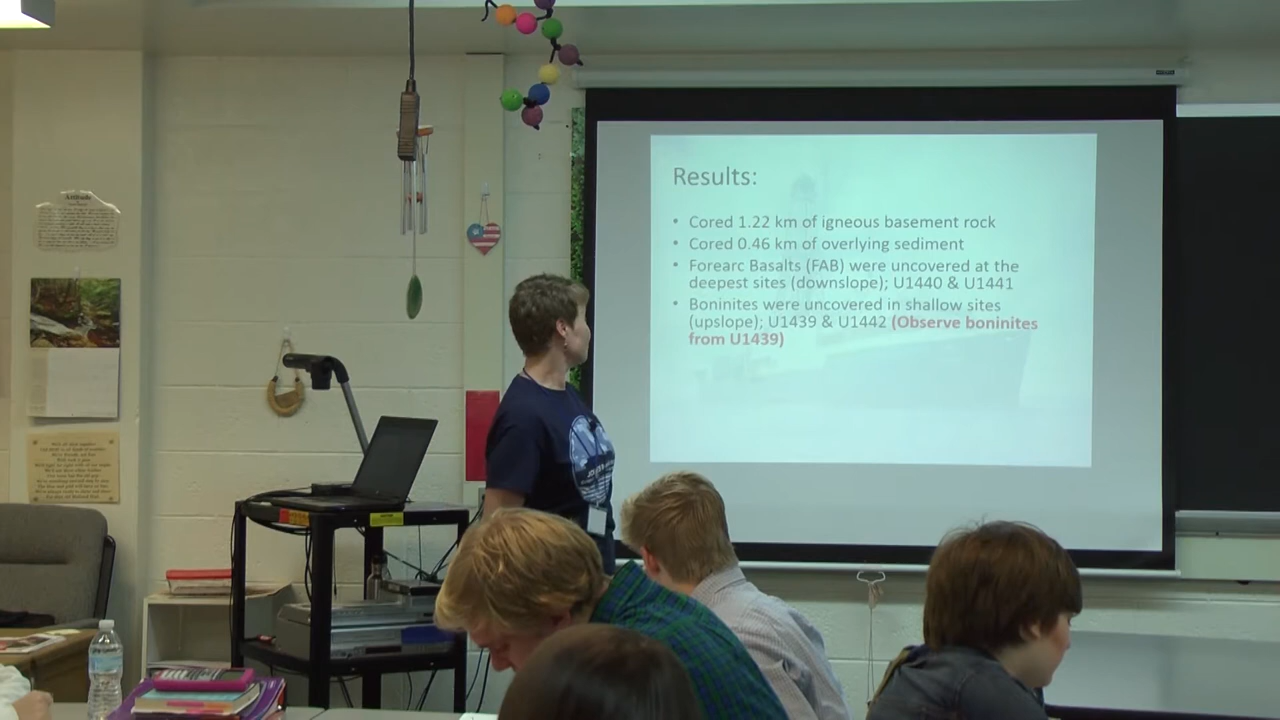 Attitude
Results:
• Cored 1.22 km of igneous basement rock
• Cored 0.46 km of overlying sediment
• Forearc Basalts (FAB) were uncovered at the
deepest sites (downslope); U1440 & U1441
• Boninites were uncovered in shallow sites
(upslope); U1439 & U1442 (Observe boninites
from U1439)